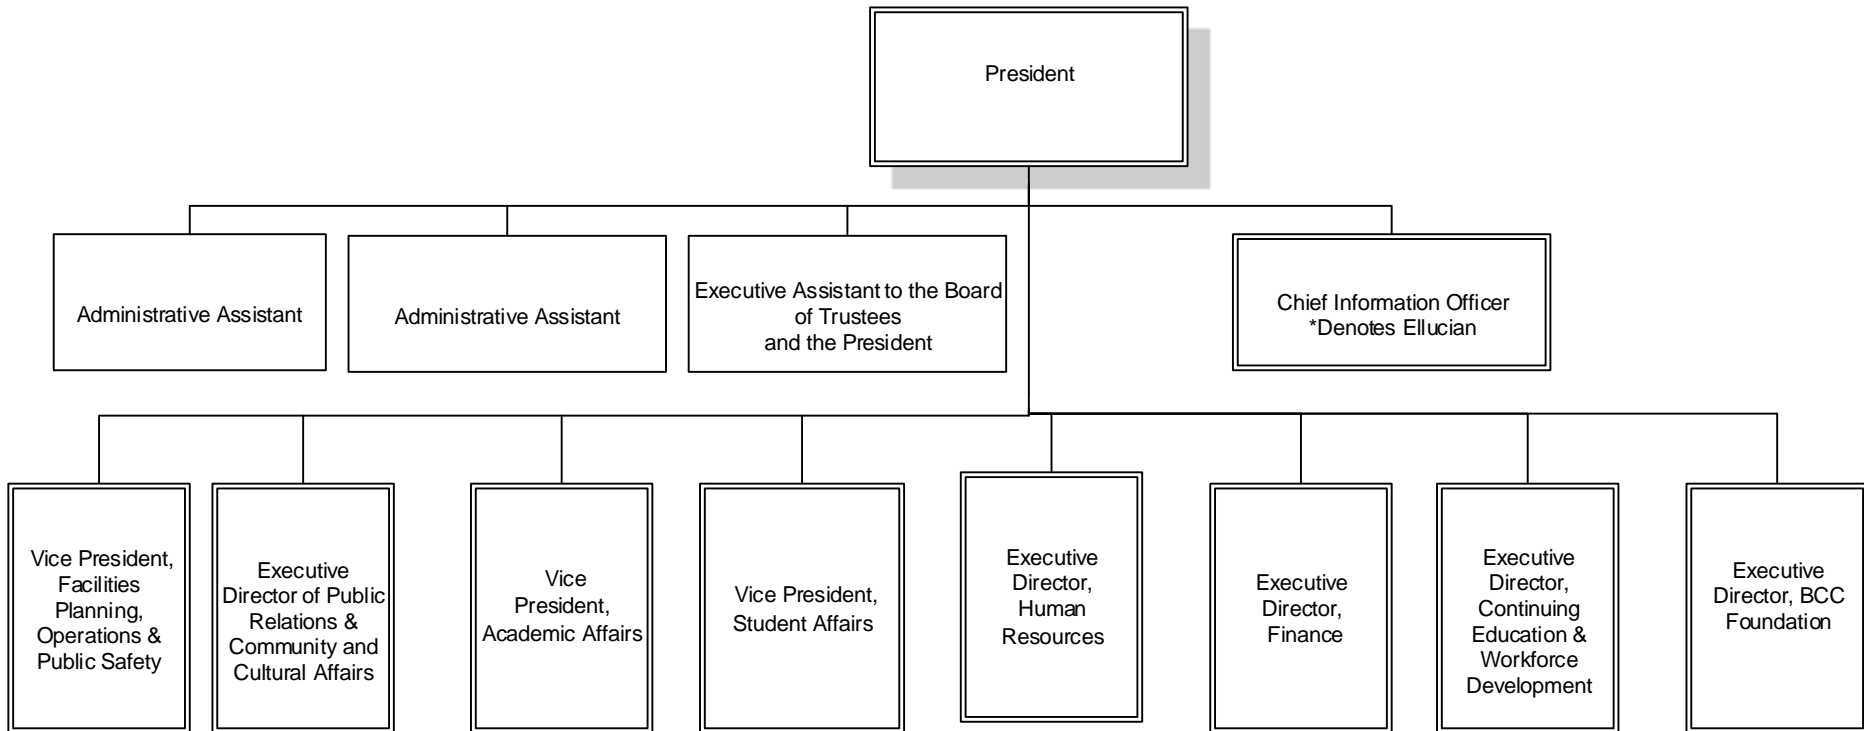 President
Administrative Assistant
Administrative Assistant
Executive Assistant to the Board
of Trustees
and the President
Chief Information Officer
*Denotes Ellucian
Vice President,
Facilities
Planning,
Operations &
Public Safety
Executive
Director of Public
Relations &
Community and
Cultural Affairs
Vice
President,
Academic Affairs
Vice President,
Student Affairs
Executive
Director,
Human
Resources
Executive
Director,
Finance
Executive
Director,
Continuing
Education &
Workforce
Development
Executive
Director, BCC
Foundation